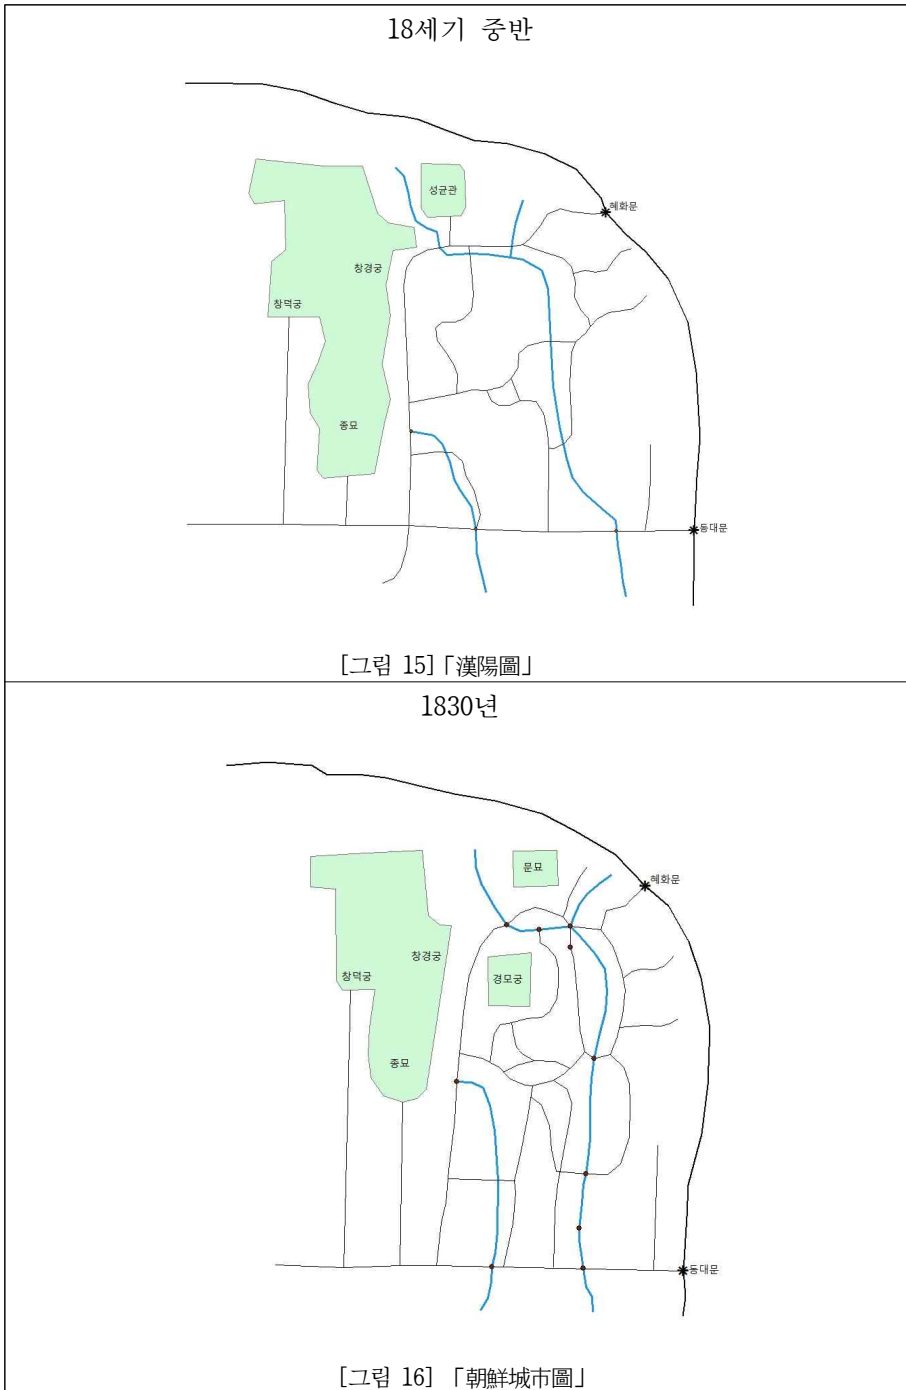 18세기 중반
성균관
혜화문
창경궁
창덕궁
종묘
동대문
[그림 15]「漢陽圖」
1830년
문묘
혜화문
창경궁
창덕궁
경모궁
종묘
동대문
[그림 16] 「朝鮮城市圖」